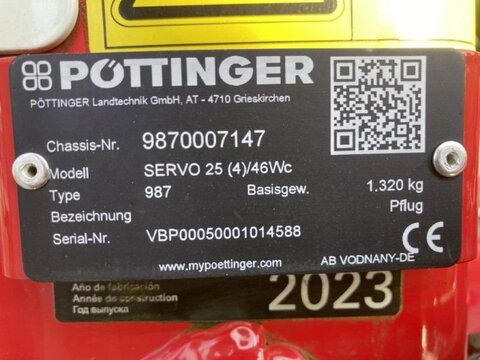 PÖTTINGER
PÖTTINGER Landtechnik GmbH, AT - 4710 Grieskirchen
Chassis-Nr. 9870007147
Modell SERVO 25 (4)/46Wc
Type 987 Basisgew. 1.320 kg
Bezeichnung Pflug
Serial-Nr. VBP00050001014588
www.mypoettinger.com AB VODNANY-DE
Año de fabricación
Année de construction
Год выпуска
2023